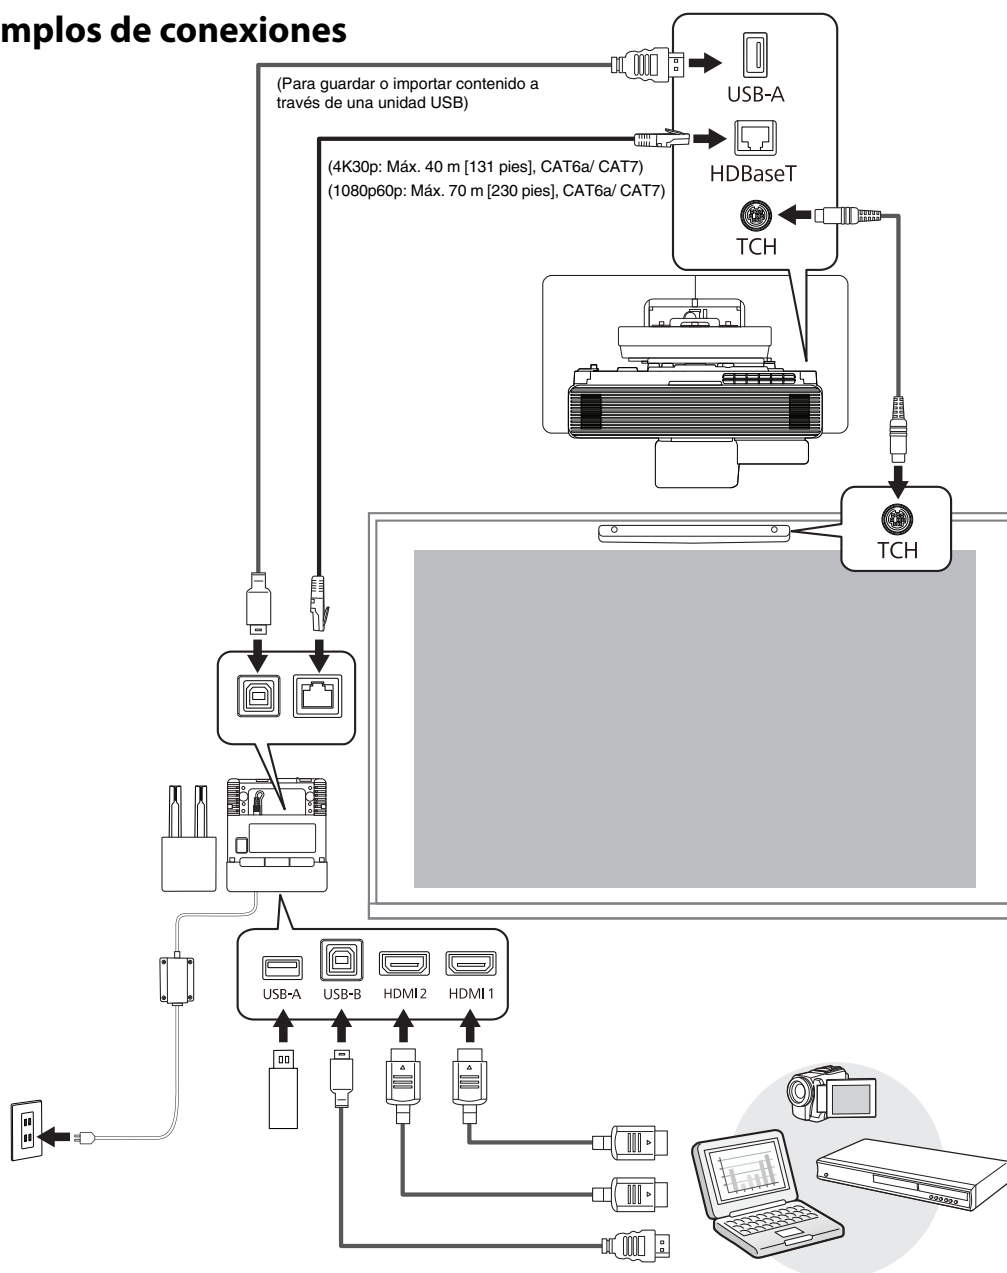 mplos de conexiones
(Para guardar o importar contenido a
través de una unidad USB)
USB-A
(4K30p: Máx. 40 m [131 pies], CAT6a/ CAT7)
(1080p60p: Máx. 70 m [230 pies], CAT6a/ CAT7)
HDBaseT
TCH
TCH
USB-A USB-B HDMI 2 HDMI 1